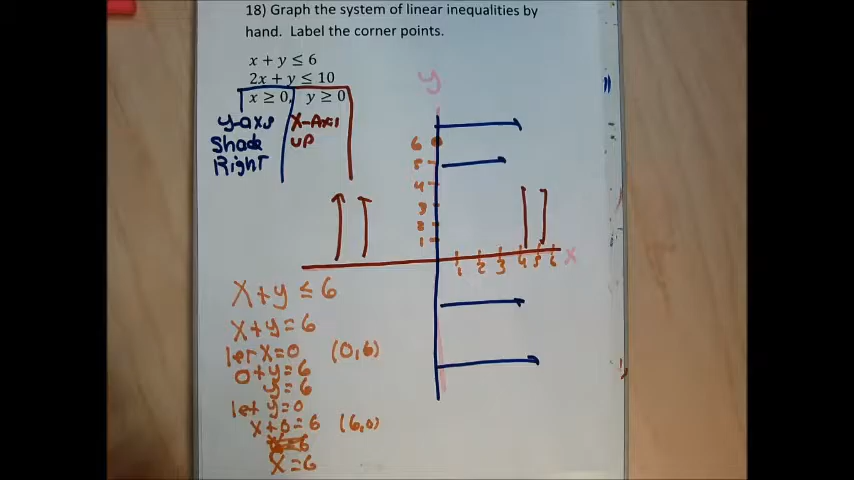 18) Graph the system of linear inequalities by
hand. Label the corner points.
x + y ≤ 6
2x + y ≤ 10
x ≥ 0, y ≥ 0
y-axis
Shade
Right
X-Axis
up
y
6
5
4
3
2
1
1 2 3 4 5 6
X
X+y ≤ 6
X+y = 6
let X=0 (0,6)
0+y=6
y=6
let y=0
X+0=6 (6,0)
X=6